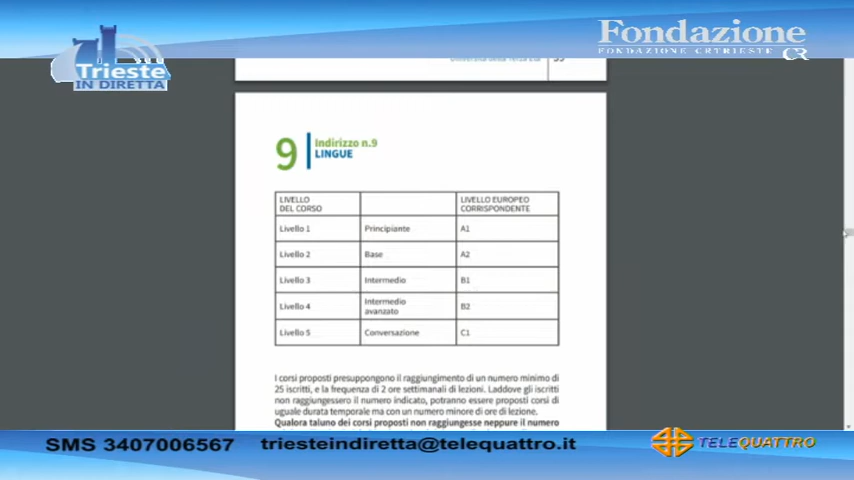 Trieste
IN DIRETTA
Fondazione
FONDAZIONE CRTRIESTE
CR
9
Indirizzo n.9
LINGUE
LIVELLO
DEL CORSO
LIVELLO EUROPEO
CORRISPONDENTE
Livello 1 Principiante A1
Livello 2 Base A2
Livello 3 Intermedio B1
Livello 4 Intermedio avanzato B2
Livello 5 Conversazione C1
I corsi proposti presuppongono il raggiungimento di un numero minimo di
25 iscritti, e la frequenza di 2 ore settimanali di lezioni. Laddove gli iscritti
non raggiungessero il numero indicato, potranno essere proposti corsi di
uguale durata temporale ma con un numero minore di ore di lezione.
Qualora taluno dei corsi proposti non raggiungesse neppure il numero
SMS 3407006567
triesteindiretta@telequattro.it
TELEQUATTRO